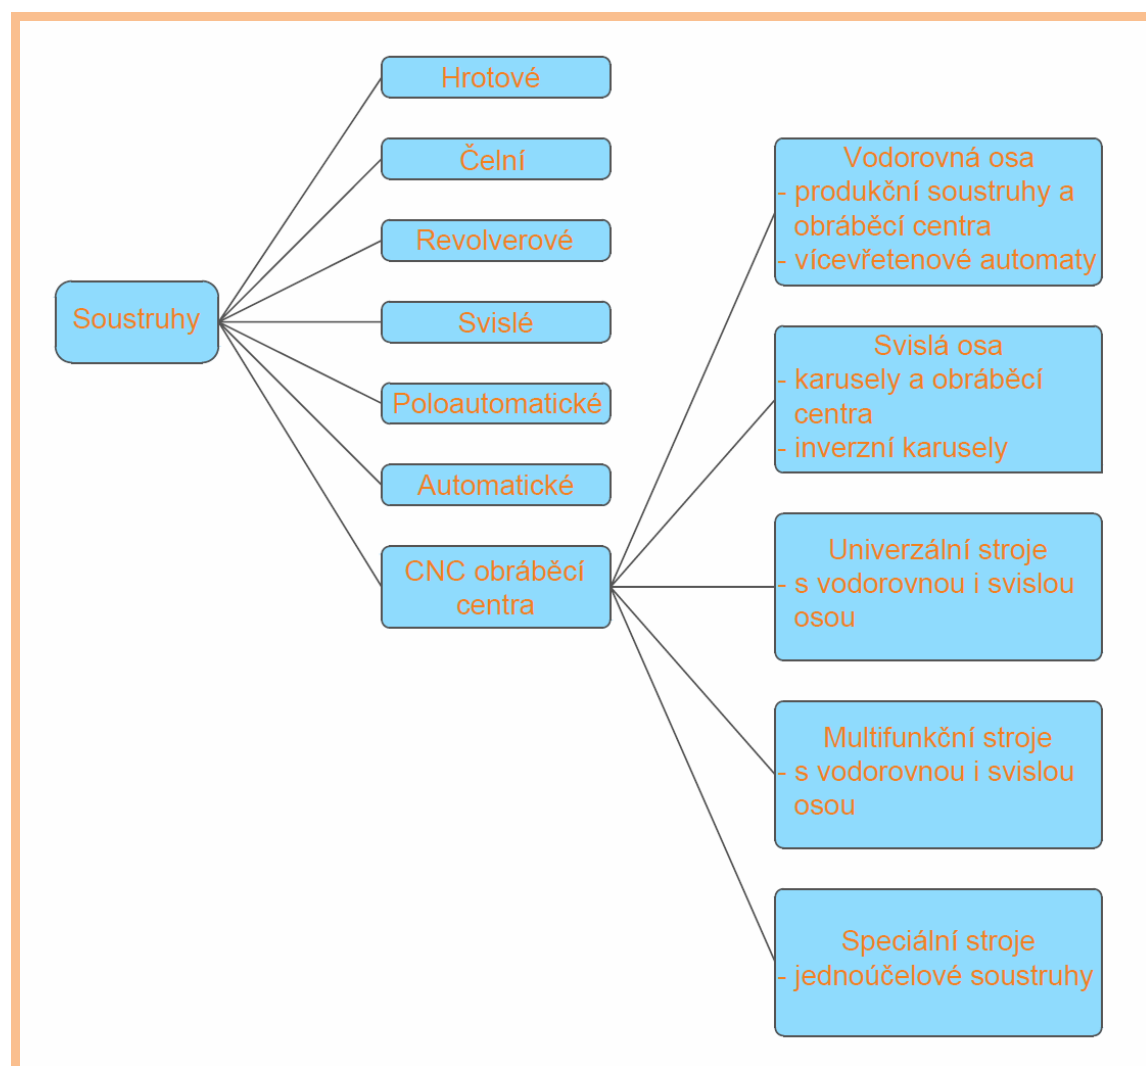 Soustruhy
Hrotové
Čelní
Revolverové
Svislé
Poloautomatické
Automatické
CNC obráběcí
centra
Vodorovná osa
- produkční soustruhy a
obráběcí centra
- vícevřetenové automaty
Svislá osa
- karusely a obráběcí
centra
- inverzní karusely
Univerzální stroje
- s vodorovnou i svislou
osou
Multifunkční stroje
- s vodorovnou i svislou
osou
Speciální stroje
- jednoúčelové soustruhy